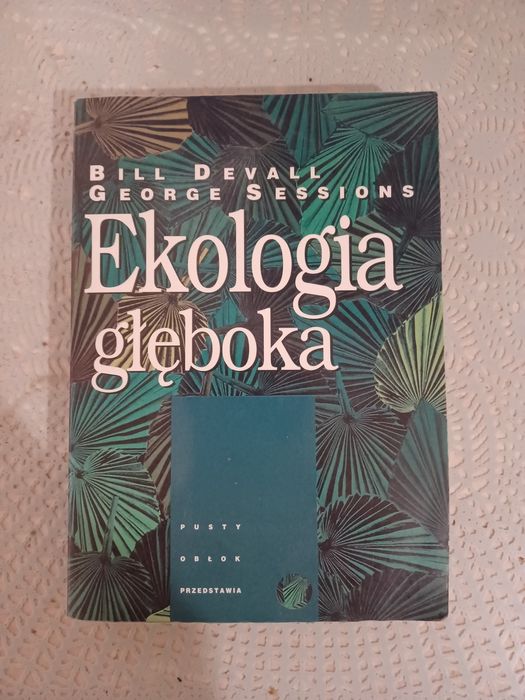 BILL DEVALL
GEORGE SESSIONS
Ekologia
głęboka
PUSTY
OBŁOK
PRZEDSTAWIA